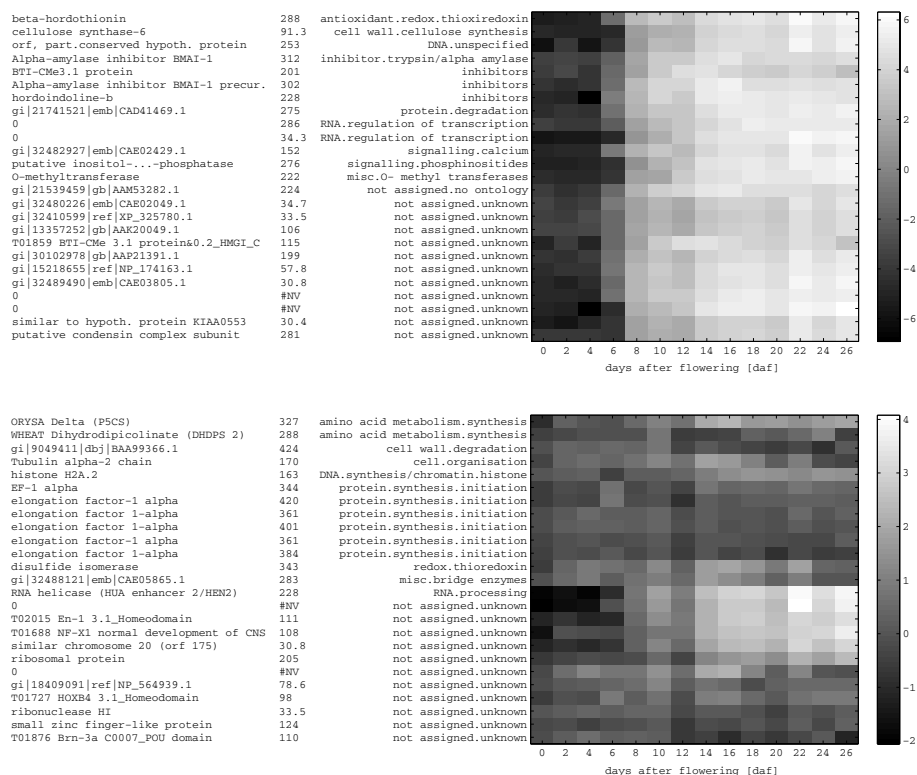 beta-hordothionin 288 antioxidant.redox.thioxiredoxin
cellulose synthase-6 91.3 cell wall.cellulose synthesis
orf, part.conserved hypoth. protein 253 DNA.unspecified
Alpha-amylase inhibitor BMAI-1 312 inhibitor.trypsin/alpha amylase
BTI-CMe3.1 protein 201 inhibitors
Alpha-amylase inhibitor BMAI-1 precur. 302 inhibitors
hordoindoline-b 228 inhibitors
gi|21741521|emb|CAD41469.1 275 protein.degradation
0 286 RNA.regulation of transcription
0 34.3 RNA.regulation of transcription
gi|32482927|emb|CAE02429.1 152 signalling.calcium
putative inositol-...-phosphatase 276 signalling.phosphinositides
O-methyltransferase 222 misc.O- methyl transferases
gi|21539459|gb|AAM53282.1 224 not assigned.no ontology
gi|32480226|emb|CAE02049.1 34.7 not assigned.unknown
gi|32410599|ref|XP_325780.1 33.5 not assigned.unknown
gi|13357252|gb|AAK20049.1 106 not assigned.unknown
T01859 BTI-CMe 3.1 protein&0.2_HMGI_C 115 not assigned.unknown
gi|30102978|gb|AAP21391.1 199 not assigned.unknown
gi|15218655|ref|NP_174163.1 57.8 not assigned.unknown
gi|32489490|emb|CAE03805.1 30.8 not assigned.unknown
0 #NV not assigned.unknown
0 #NV not assigned.unknown
similar to hypoth. protein KIAA0553 30.4 not assigned.unknown
putative condensin complex subunit 281 not assigned.unknown
0 2 4 6 8 10 12 14 16 18 20 22 24 26
days after flowering [daf]
6
4
2
0
−2
−4
−6
ORYSA Delta (P5CS) 327 amino acid metabolism.synthesis
WHEAT Dihydrodipicolinate (DHDPS 2) 288 amino acid metabolism.synthesis
gi|9049411|dbj|BAA99366.1 424 cell wall.degradation
Tubulin alpha-2 chain 170 cell.organisation
histone H2A.2 163 DNA.synthesis/chromatin.histone
EF-1 alpha 344 protein.synthesis.initiation
elongation factor-1 alpha 420 protein.synthesis.initiation
elongation factor 1-alpha 361 protein.synthesis.initiation
elongation factor 1-alpha 401 protein.synthesis.initiation
elongation factor 1-alpha 361 protein.synthesis.initiation
elongation factor 1-alpha 384 protein.synthesis.initiation
disulfide isomerase 343 redox.thioredoxin
gi|32488121|emb|CAE05865.1 283 misc.bridge enzymes
RNA helicase (HUA enhancer 2/HEN2) 228 RNA.processing
0 #NV not assigned.unknown
T02015 En-1 3.1_Homeodomain 111 not assigned.unknown
T01688 NF-X1 normal development of CNS 108 not assigned.unknown
similar chromosome 20 (orf 175) 30.8 not assigned.unknown
ribosomal protein 205 not assigned.unknown
0 #NV not assigned.unknown
gi|18409091|ref|NP_564939.1 78.6 not assigned.unknown
T01727 HOXB4 3.1_Homeodomain 98 not assigned.unknown
ribonuclease HI 33.5 not assigned.unknown
small zinc finger-like protein 124 not assigned.unknown
T01876 Brn-3a C0007_POU domain 110 not assigned.unknown
0 2 4 6 8 10 12 14 16 18 20 22 24 26
days after flowering [daf]
4
3
2
1
0
−1
−2